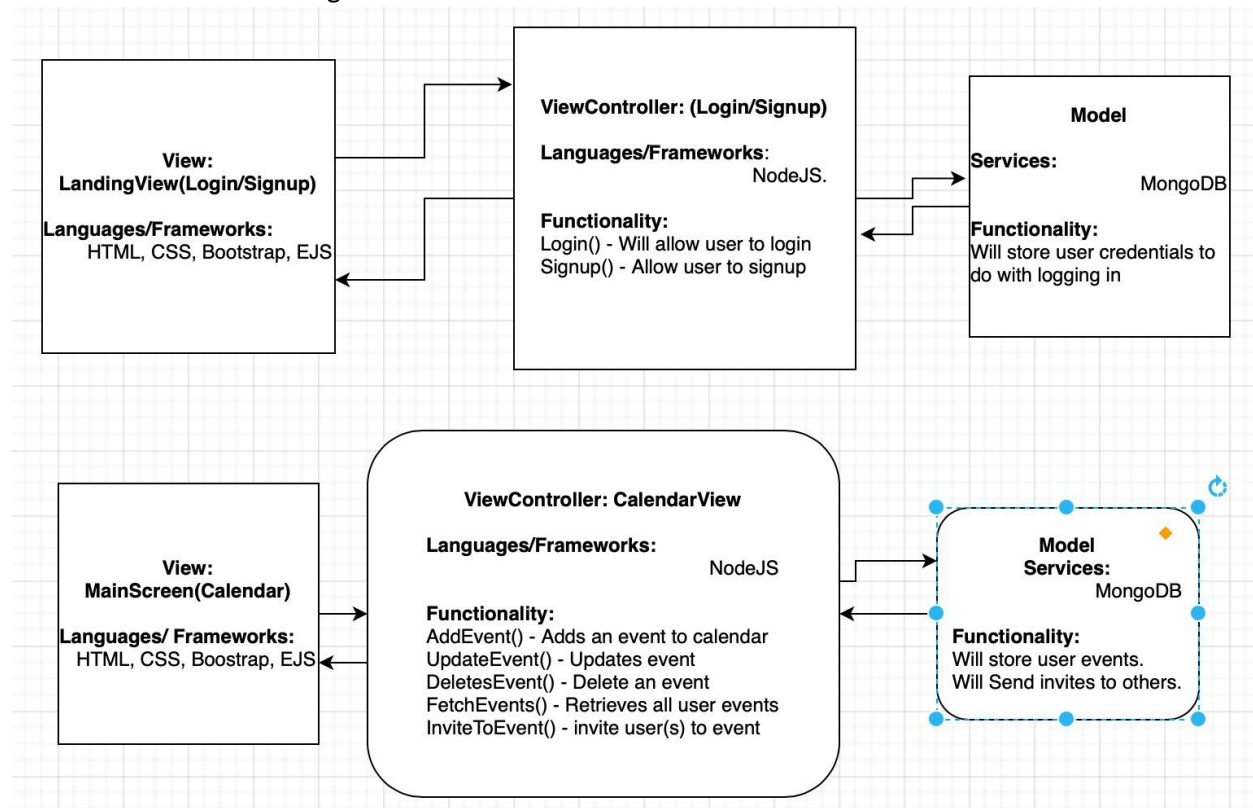 View:
LandingView(Login/Signup)
Languages/Frameworks:
HTML, CSS, Bootstrap, EJS
ViewController: (Login/Signup)
Languages/Frameworks:
NodeJS.
Functionality:
Login() - Will allow user to login
Signup() - Allow user to signup
Model
Services:
MongoDB
Functionality:
Will store user credentials to
do with logging in
View:
MainScreen(Calendar)
Languages/ Frameworks:
HTML, CSS, Boostrap, EJS
ViewController: CalendarView
Languages/Frameworks:
NodeJS
Functionality:
AddEvent() - Adds an event to calendar
UpdateEvent() - Updates event
DeletesEvent() - Delete an event
FetchEvents() - Retrieves all user events
InviteToEvent() - invite user(s) to event
Model
Services:
MongoDB
Functionality:
Will store user events.
Will Send invites to others.